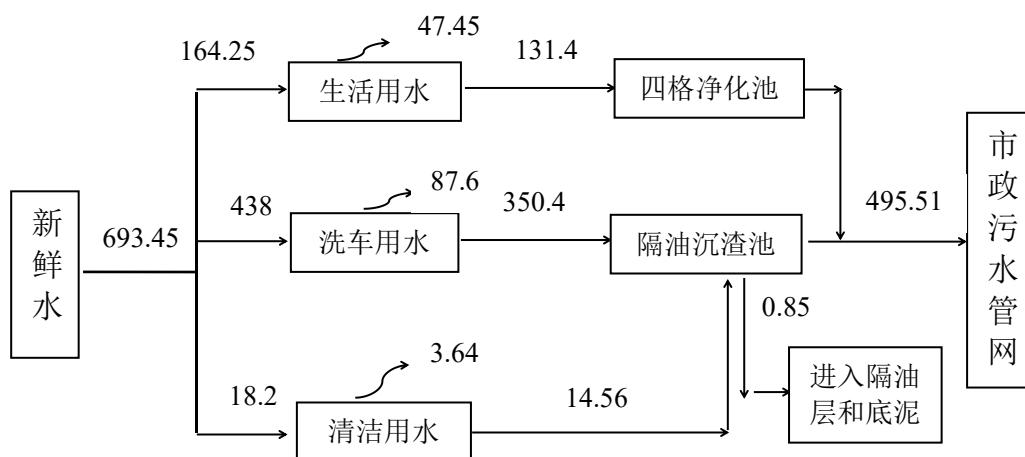 47.45
164.25
131.4
生活用水
四格净化池
新鲜水
693.45
87.6
438
350.4
洗车用水
隔油沉渣池
495.51
市政污水管网
0.85
3.64
18.2
14.56
清洁用水
进入隔油
层和底泥